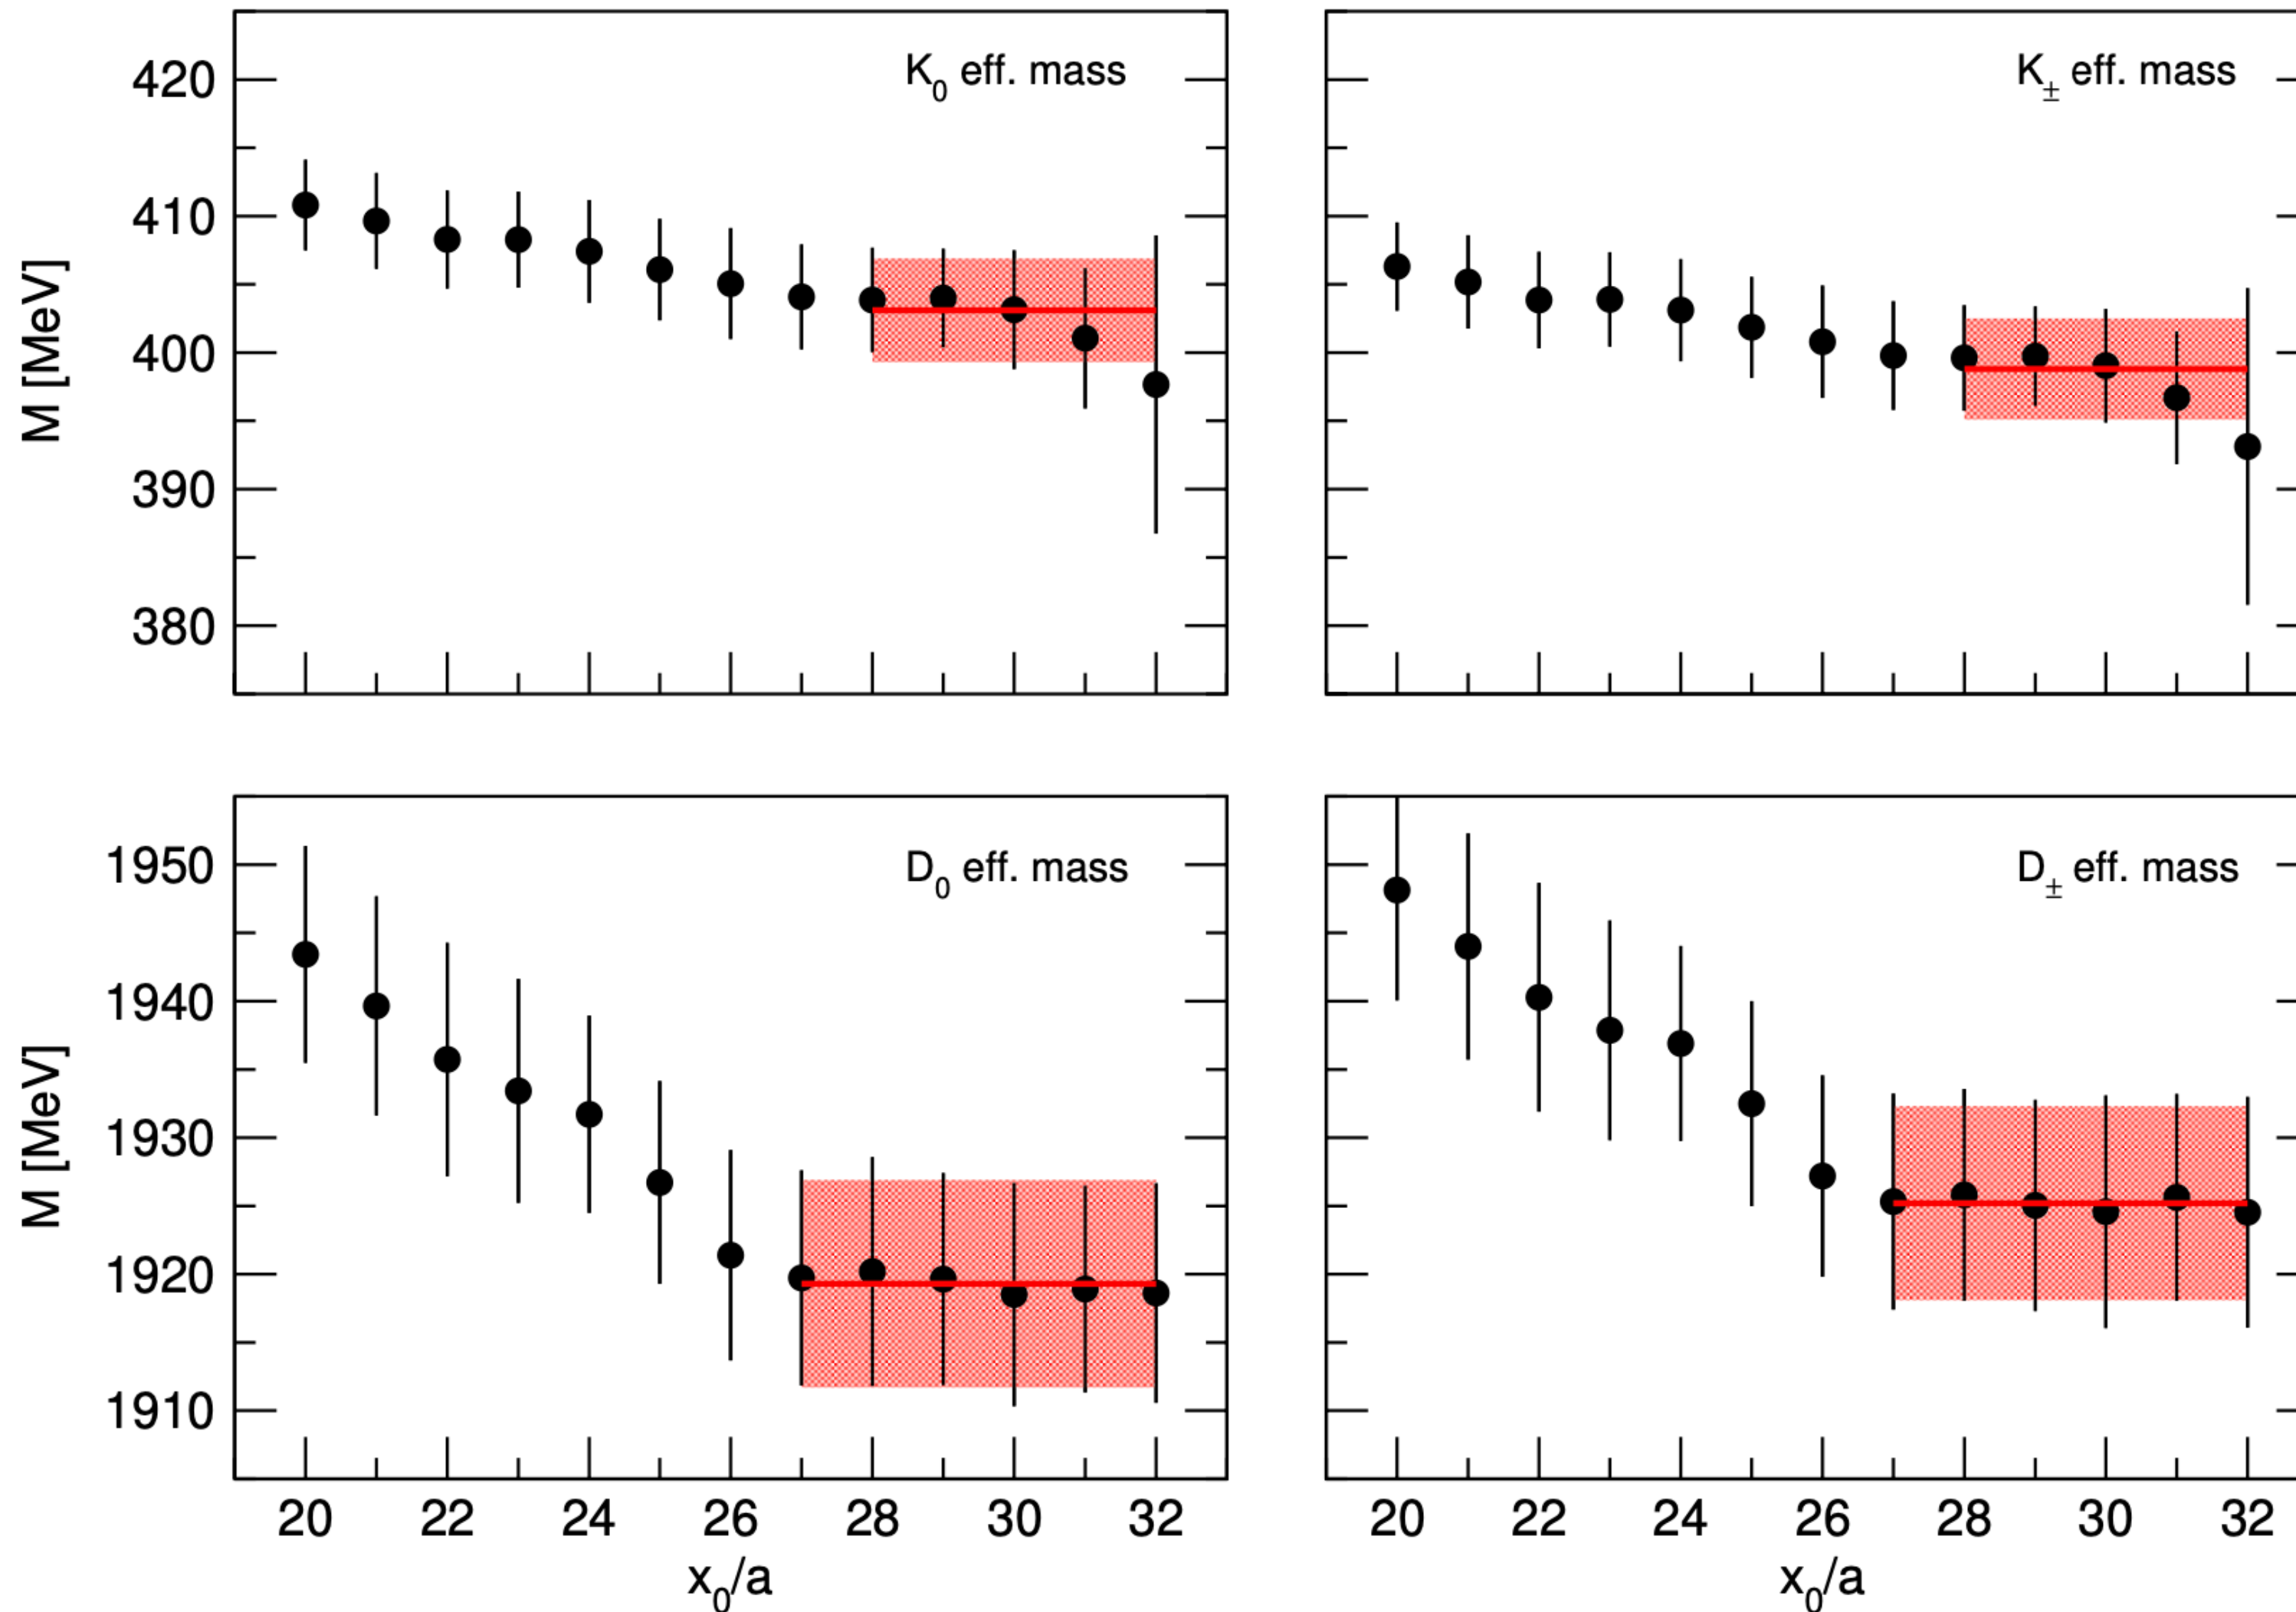 K₀ eff. mass
K± eff. mass
420
410
400
390
380
M [MeV]
D₀ eff. mass
D± eff. mass
1950
1940
1930
1920
1910
M [MeV]
20 22 24 26 28 30 32
20 22 24 26 28 30 32
x₀/a
x₀/a